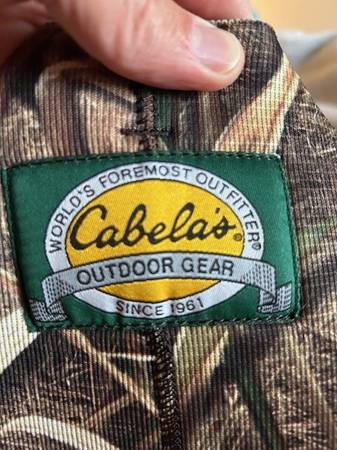 WORLD'S FOREMOST OUTFITTER®
Cabela's®
OUTDOOR GEAR
SINCE 1961